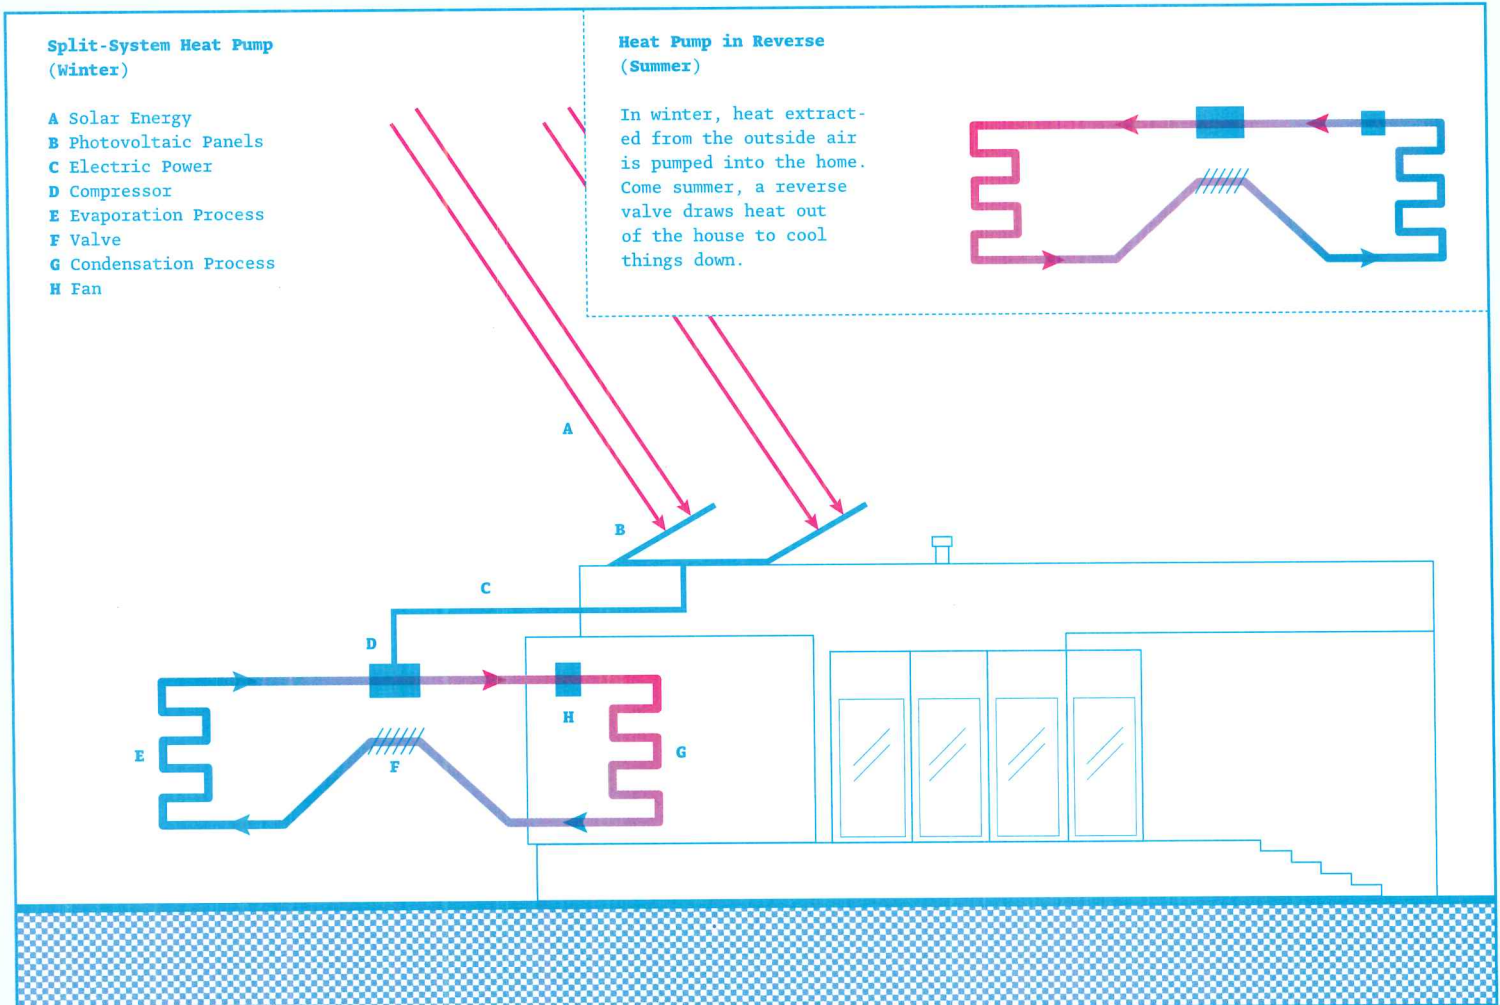 Split-System Heat Pump
(Winter)
A Solar Energy
B Photovoltaic Panels
C Electric Power
D Compressor
E Evaporation Process
F Valve
G Condensation Process
H Fan
Heat Pump in Reverse
(Summer)
In winter, heat extract-
ed from the outside air
is pumped into the home.
Come summer, a reverse
valve draws heat out
of the house to cool
things down.
A
B
C
D
E
F
H
G